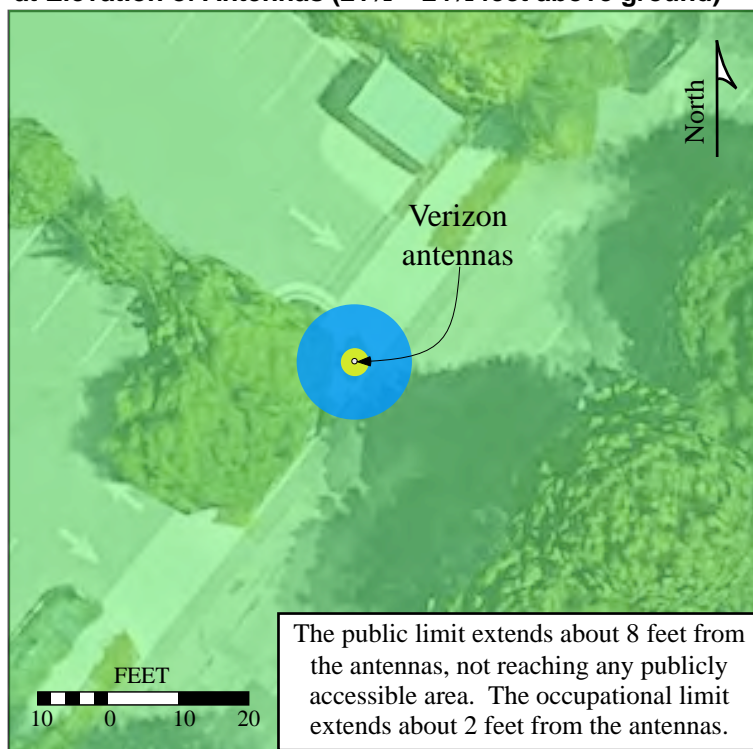 North
Verizon
antennas
The public limit extends about 8 feet from
the antennas, not reaching any publicly
accessible area. The occupational limit
extends about 2 feet from the antennas.
FEET
10 0 10 20